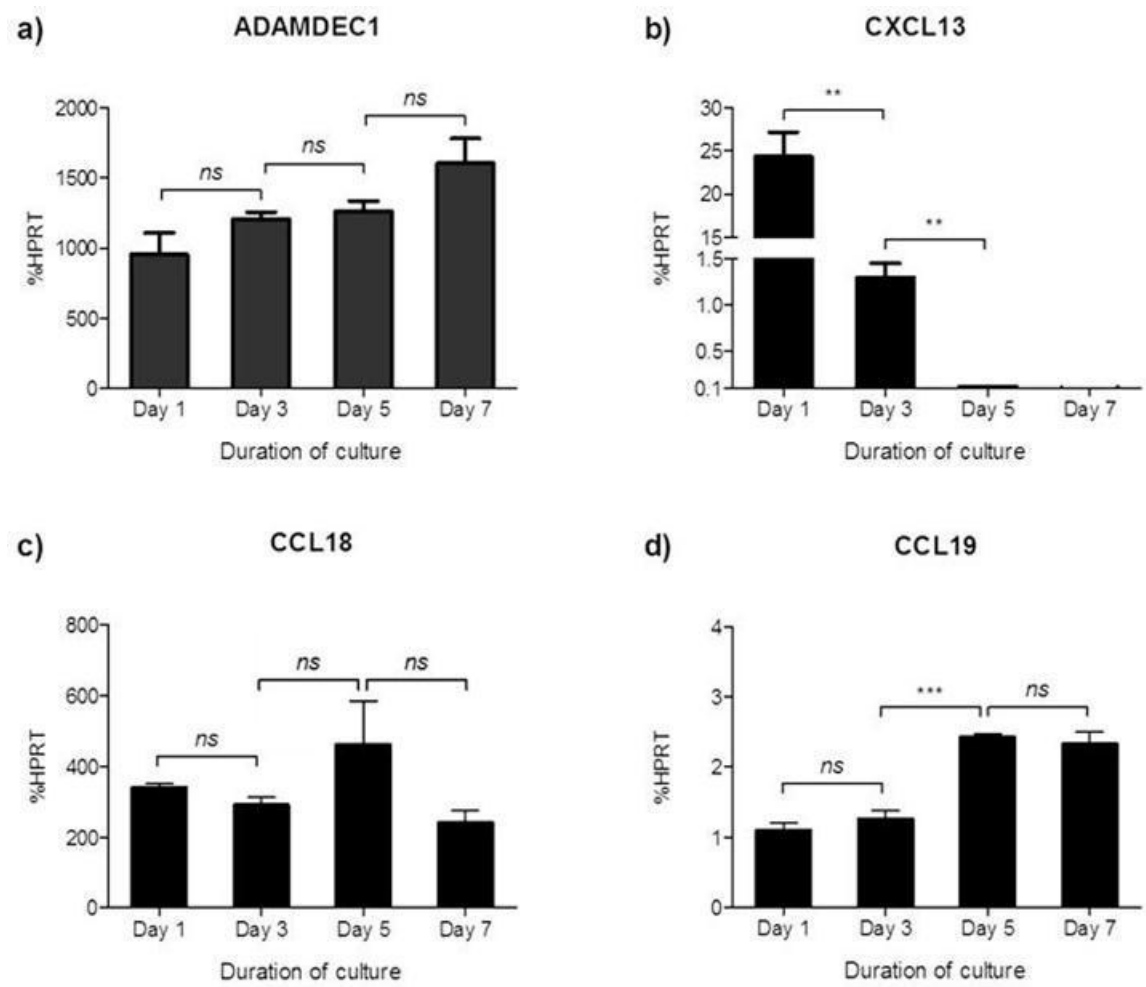 a)
ADAMDEC1
%HPRT
2000
1500
1000
500
0
ns
ns
ns
Day 1 Day 3 Day 5 Day 7
Duration of culture
b)
CXCL13
%HPRT
30
25
20
15
1.5
1.0
0.5
0.1
**
**
Day 1 Day 3 Day 5 Day 7
Duration of culture
c)
CCL18
%HPRT
800
600
400
200
0
ns
ns
ns
Day 1 Day 3 Day 5 Day 7
Duration of culture
d)
CCL19
%HPRT
4
3
2
1
0
ns
***
ns
Day 1 Day 3 Day 5 Day 7
Duration of culture